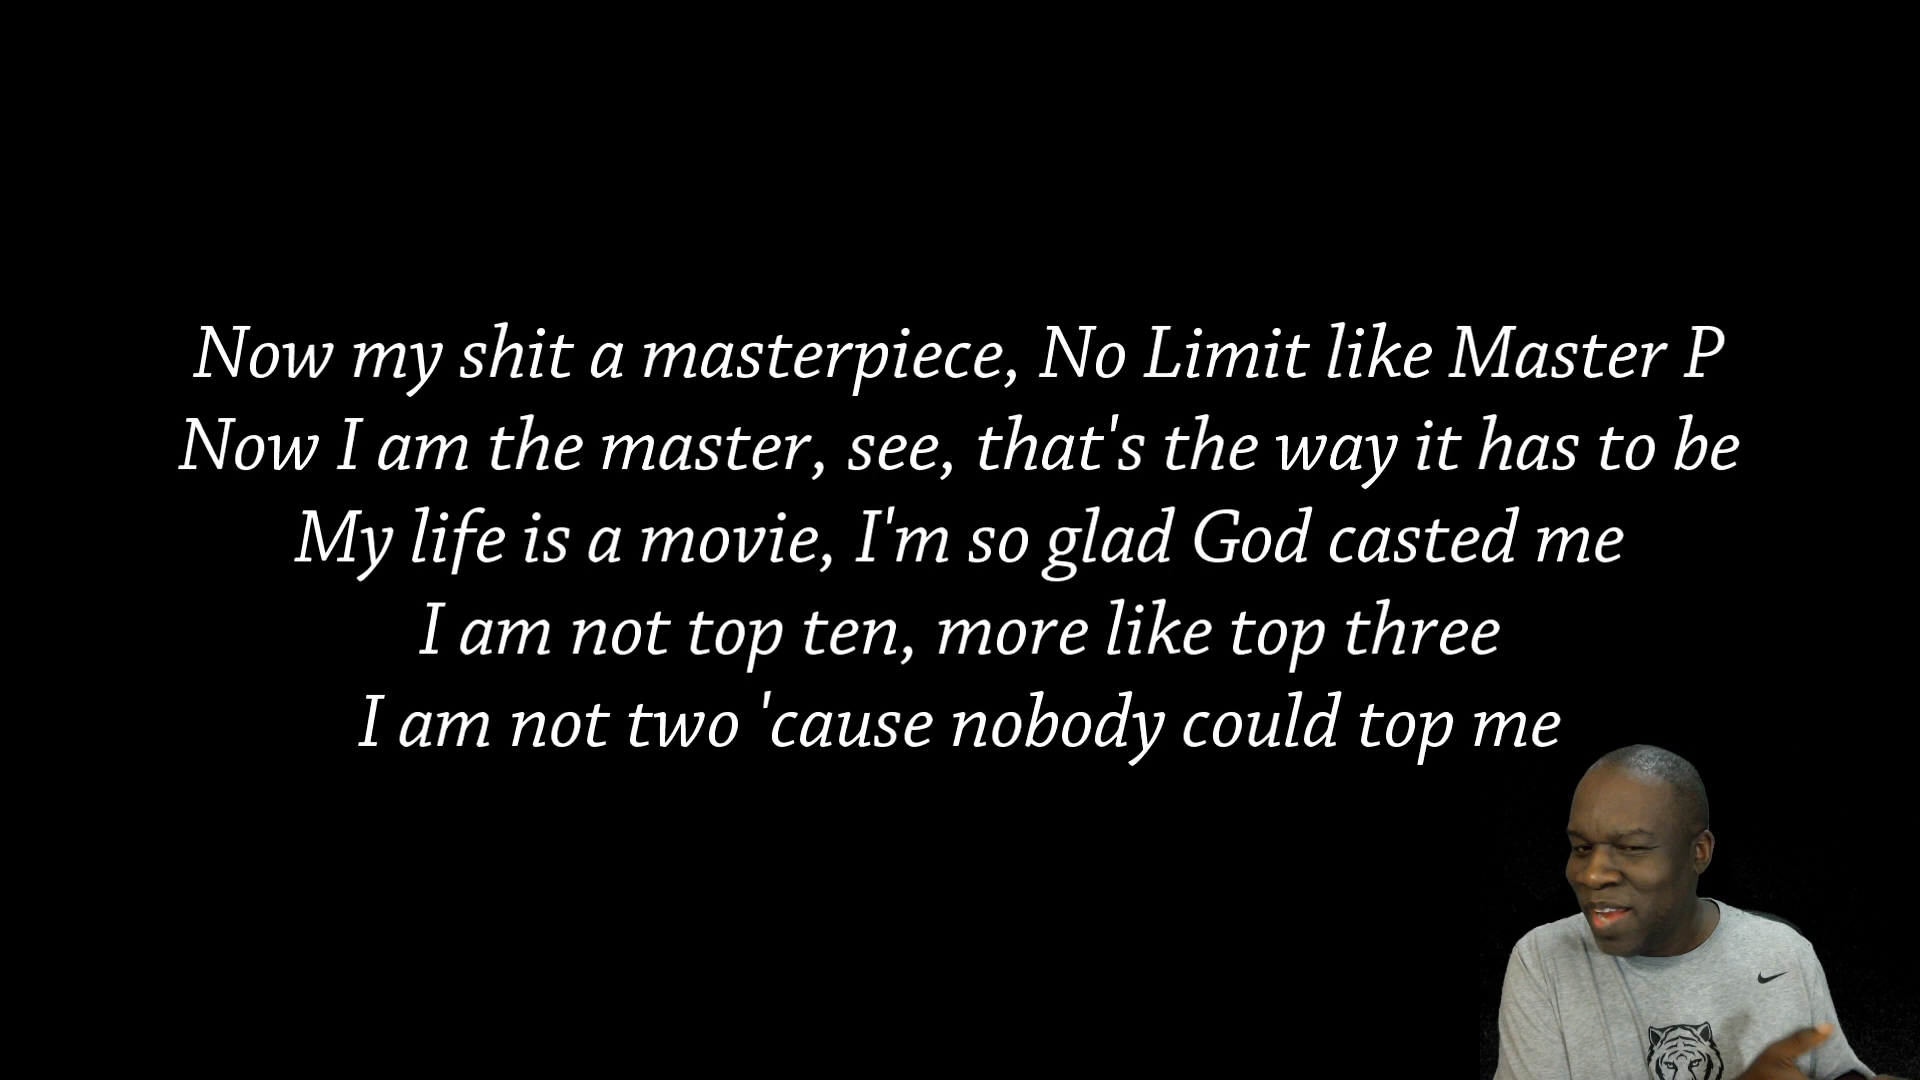 Now my shit a masterpiece, No Limit like Master P
Now I am the master, see, that's the way it has to be
My life is a movie, I'm so glad God casted me
I am not top ten, more like top three
I am not two 'cause nobody could top me